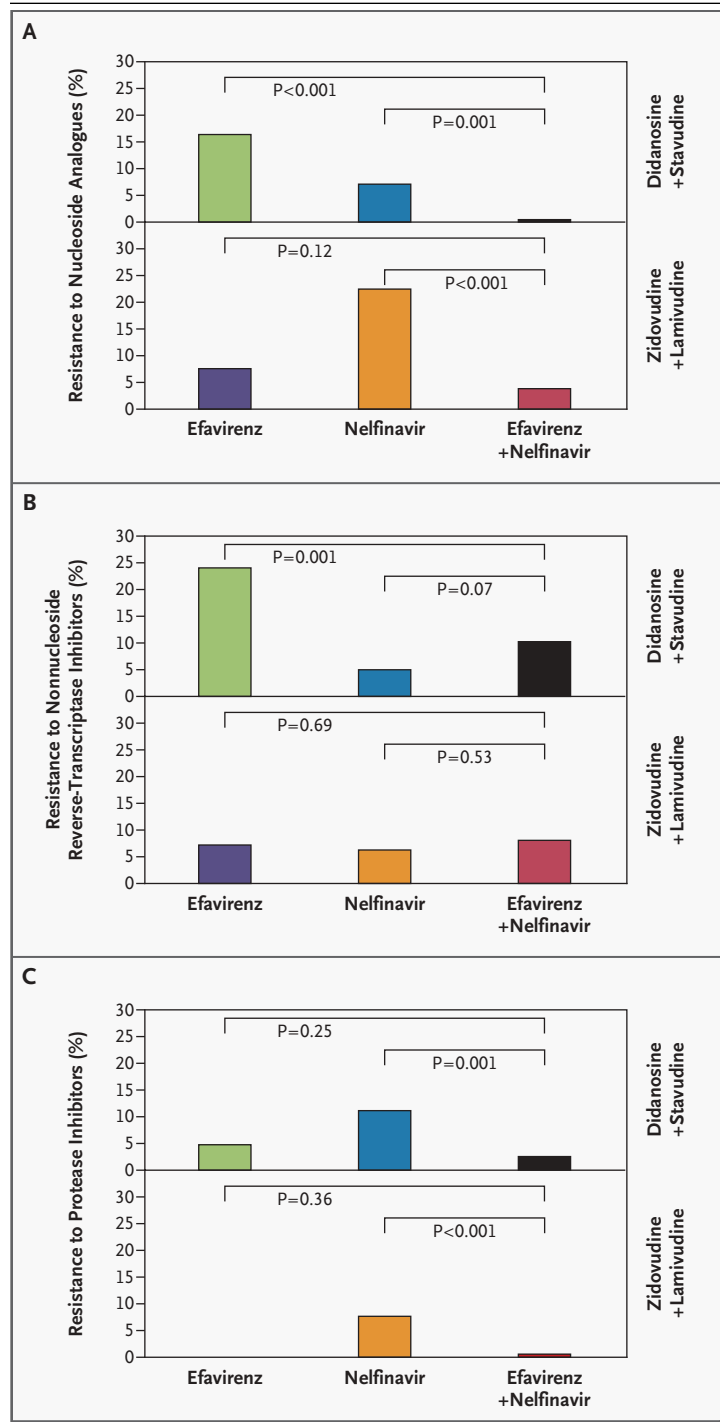 A
Resistance to Nucleoside Analogues (%)
30
25
20
15
10
5
0
P<0.001
P=0.001
Didanosine
+Stavudine
30
25
20
15
10
5
0
P=0.12
P<0.001
Zidovudine
+Lamivudine
Efavirenz
Nelfinavir
Efavirenz
+Nelfinavir
B
Resistance to Nonnucleoside
Reverse-Transcriptase Inhibitors (%)
30
25
20
15
10
5
0
P=0.001
P=0.07
Didanosine
+Stavudine
30
25
20
15
10
5
0
P=0.69
P=0.53
Zidovudine
+Lamivudine
Efavirenz
Nelfinavir
Efavirenz
+Nelfinavir
C
Resistance to Protease Inhibitors (%)
30
25
20
15
10
5
0
P=0.25
P=0.001
Didanosine
+Stavudine
30
25
20
15
10
5
0
P=0.36
P<0.001
Zidovudine
+Lamivudine
Efavirenz
Nelfinavir
Efavirenz
+Nelfinavir